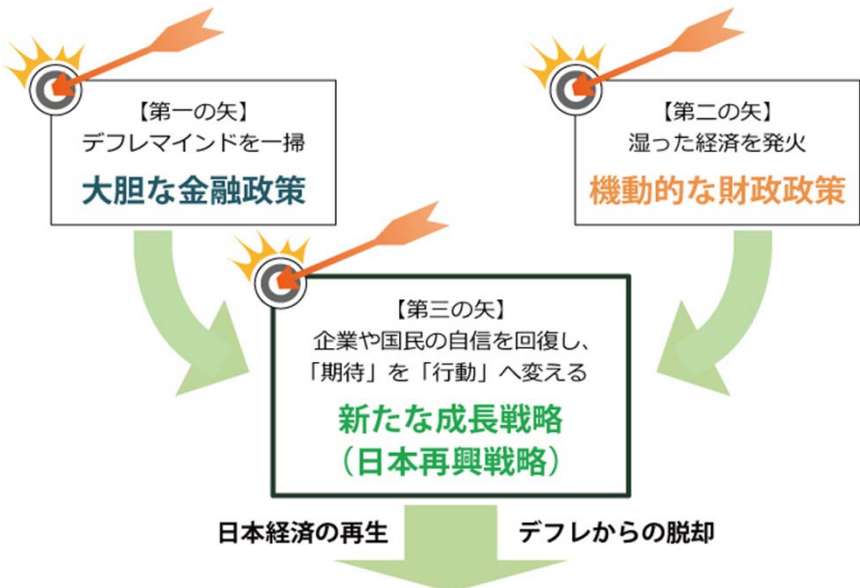 【第一の矢】
デフレマインドを一掃
大胆な金融政策
【第二の矢】
湿った経済を発火
機動的な財政政策
【第三の矢】
企業や国民の自信を回復し、
「期待」を「行動」へ変える
新たな成長戦略
（日本再興戦略）
日本経済の再生
デフレからの脱却